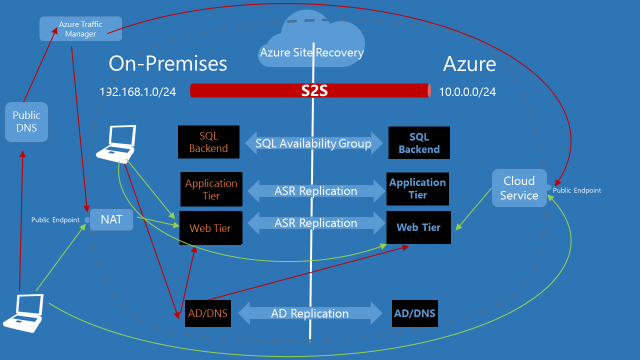 Azure Traffic
Manager
Azure Site Recovery
On-Premises
Azure
192.168.1.0/24
S2S
10.0.0.0/24
Public
DNS
SQL
Backend
SQL Availability Group
SQL
Backend
Application
Tier
ASR Replication
Application
Tier
Cloud
Service
Public Endpoint
Public Endpoint
NAT
Web Tier
ASR Replication
Web Tier
AD/DNS
AD Replication
AD/DNS